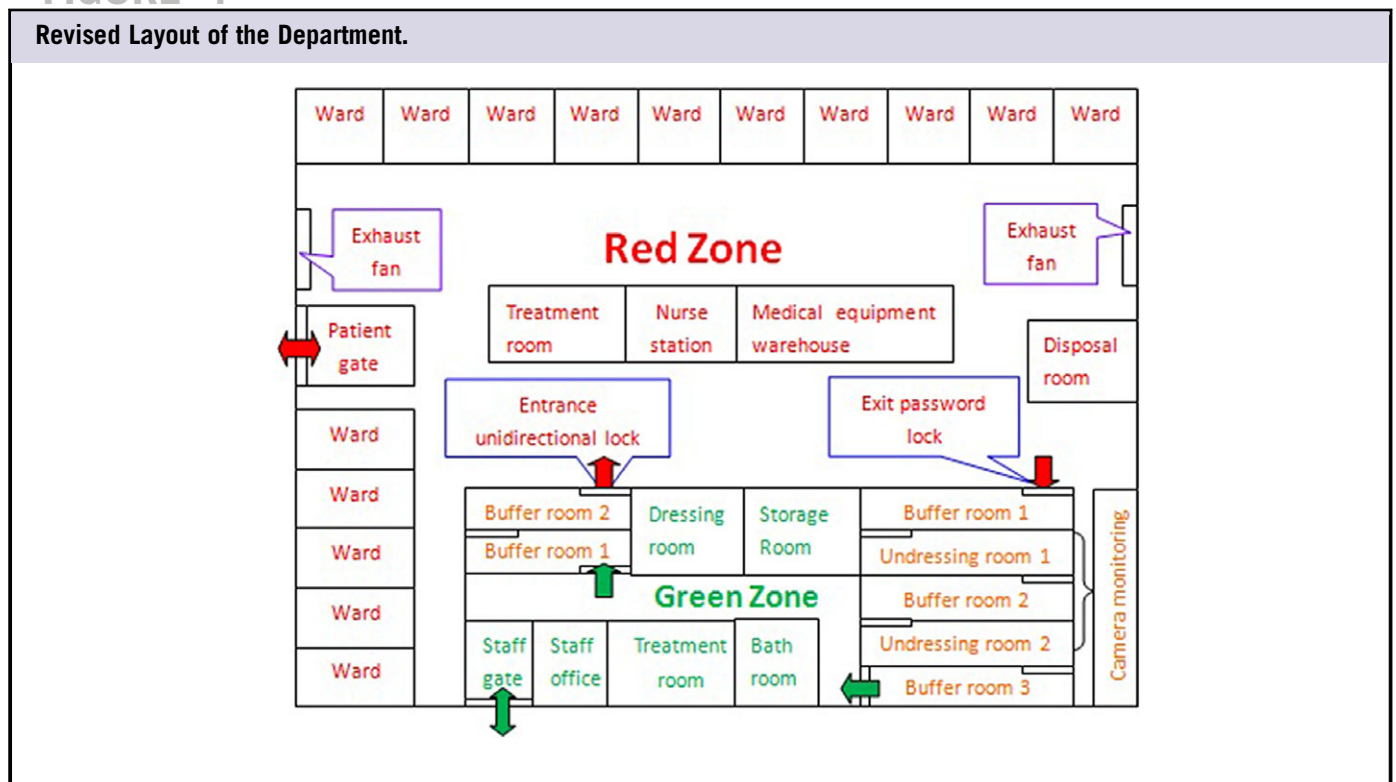 Revised Layout of the Department.
Ward Ward Ward Ward Ward Ward Ward Ward Ward Ward
Exhaust
fan
Red Zone
Exhaust
fan
Treatment
room
Nurse
station
Medical equipment
warehouse
Patient
gate
Disposal
room
Entrance
unidirectional lock
Exit password
lock
Ward
Ward
Ward
Ward
Ward
Buffer room 2
Buffer room 1
Dressing
room
Storage
Room
Green Zone
Staff
gate
Staff
office
Treatment
room
Bath
room
Buffer room 1
Undressing room 1
Buffer room 2
Undressing room 2
Buffer room 3
Camera monitoring